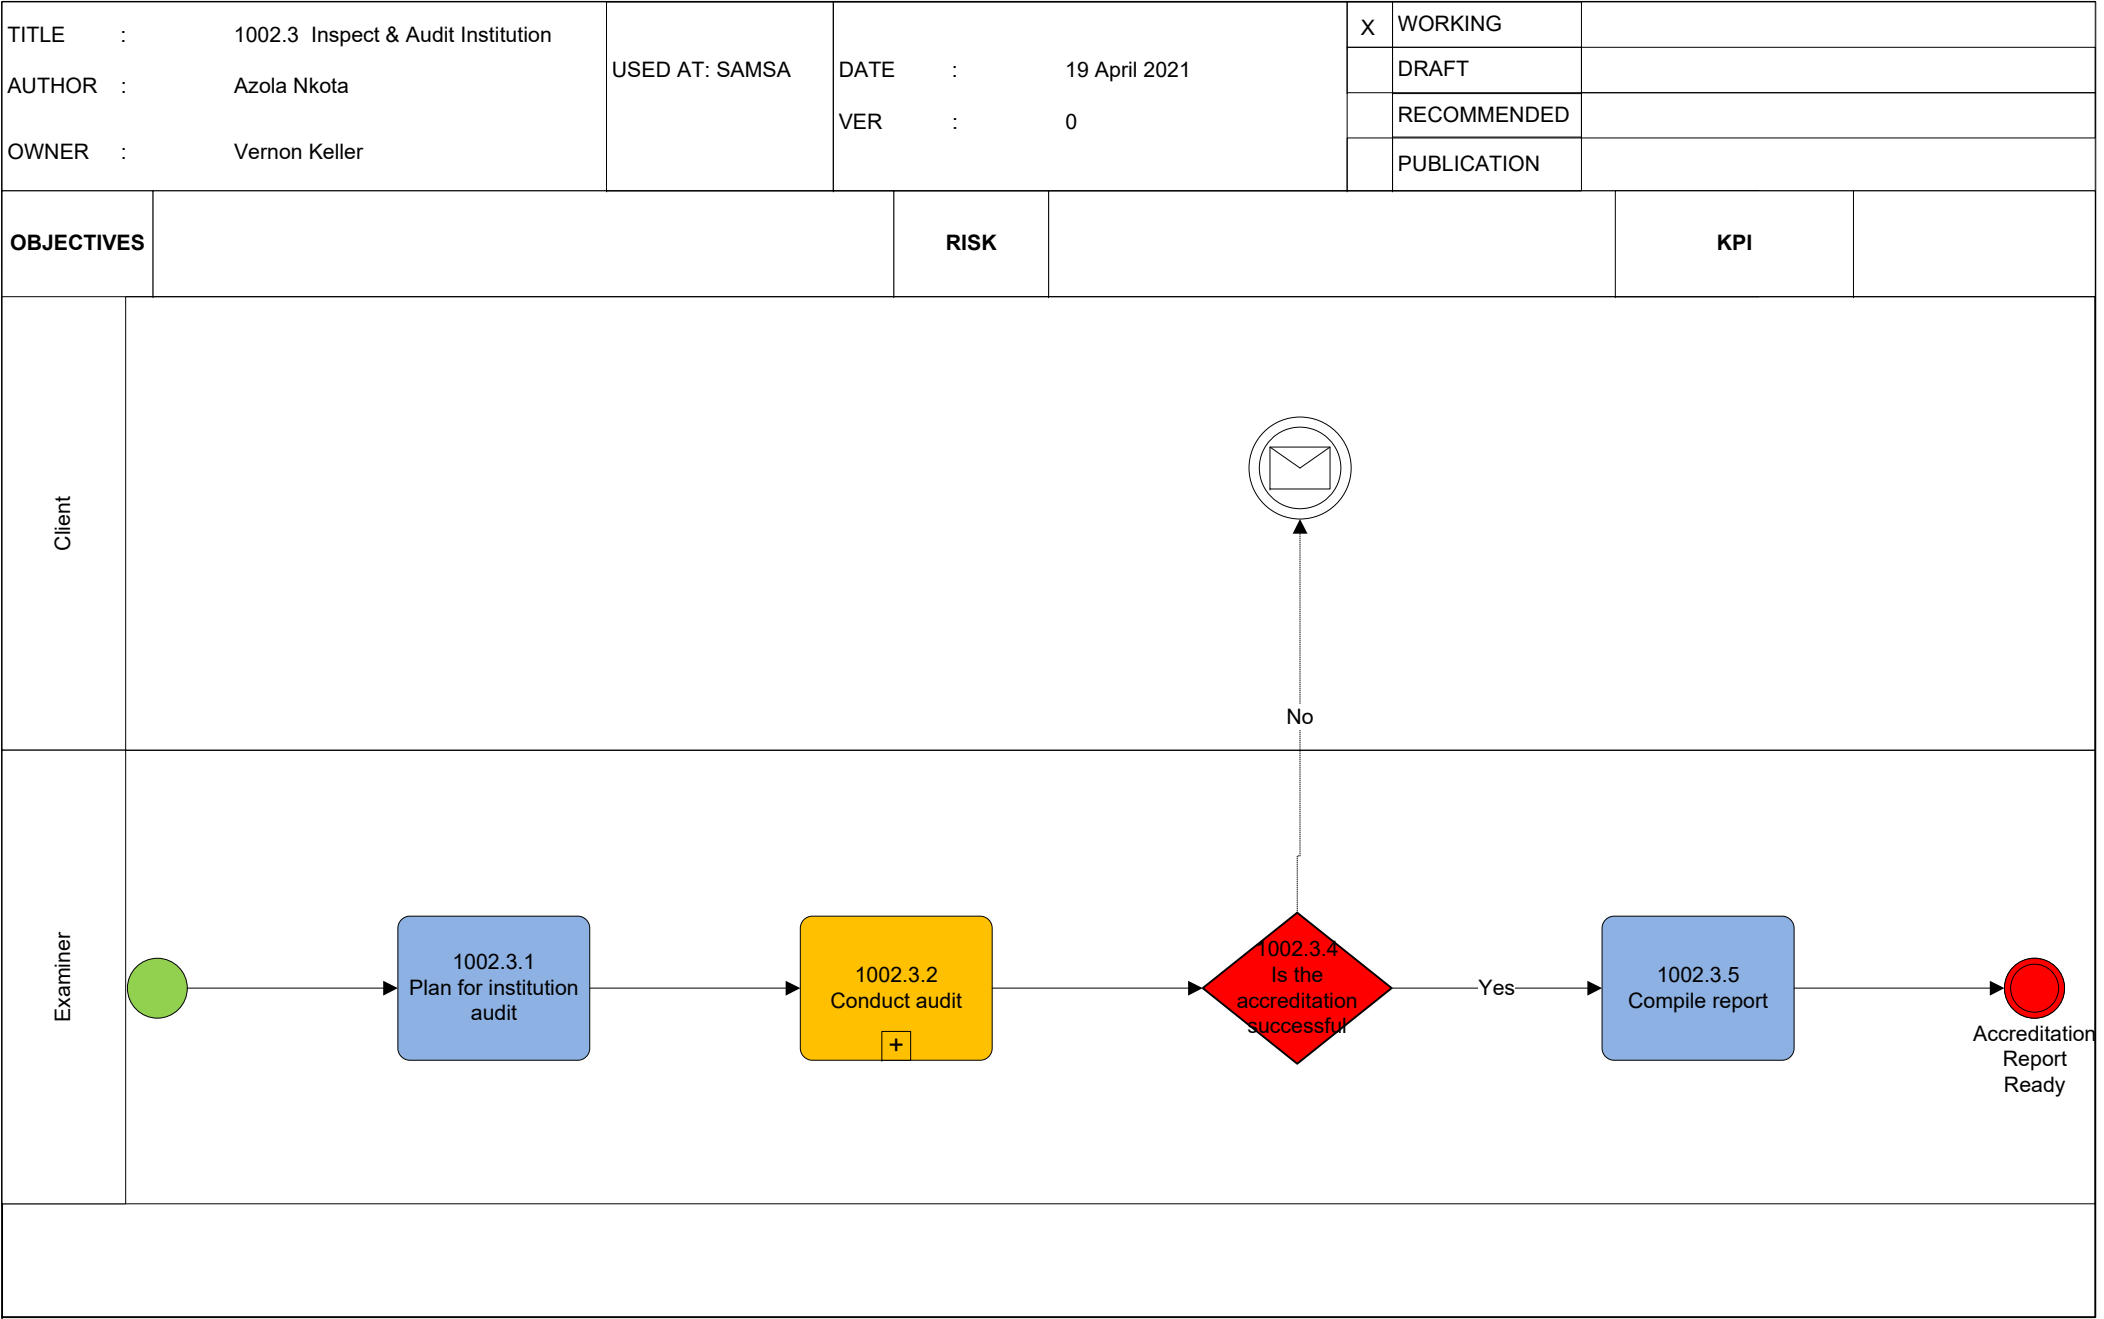 TITLE : 1002.3 Inspect & Audit Institution
AUTHOR : Azola Nkota
OWNER : Vernon Keller
USED AT: SAMSA
DATE : 19 April 2021
VER : 0
X WORKING
DRAFT
RECOMMENDED
PUBLICATION
OBJECTIVES
RISK
KPI
Client
No
Examiner
1002.3.1
Plan for institution
audit
1002.3.2
Conduct audit
+
1002.3.4
Is the
accreditation
successful
Yes
1002.3.5
Compile report
Accreditation
Report
Ready